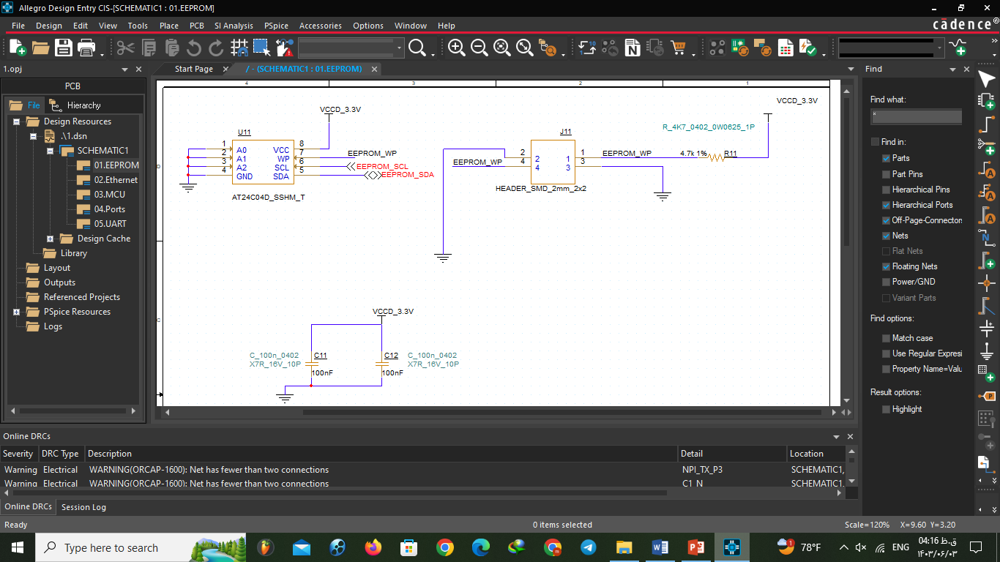 Allegro Design Entry CIS-[SCHEMATIC1 : 01.EEPROM]
File Design Edit View Tools Place PCB SI Analysis PSpice Accessories Options Window Help
cādence®
1.opj
Start Page
/ - (SCHEMATIC1 : 01.EEPROM)
Find
PCB
File
Hierarchy
Design Resources
.\1.dsn
SCHEMATIC1
01.EEPROM
02.Ethernet
03.MCU
04.Ports
05.UART
Design Cache
Library
Layout
Outputs
Referenced Projects
PSpice Resources
Logs
4 3 2 1
D
C
VCCD_3.3V
U11
1 A0 VCC 8
2 A1 WP 7 EEPROM_WP
3 A2 SCL 6 EEPROM_SCL
4 GND SDA 5 EEPROM_SDA
AT24C04D_SSHM_T
J11
2 2 1 1
4 4 3 3
EEPROM_WP
HEADER_SMD_2mm_2x2
EEPROM_WP
4.7k 1% R11
R_4K7_0402_0W0625_1P
VCCD_3.3V
VCCD_3.3V
C_100n_0402
X7R_16V_10P
C11
100nF
C12
100nF
C_100n_0402
X7R_16V_10P
Find what:
*
Find in:
Parts
Part Pins
Hierarchical Pins
Hierarchical Ports
Off-Page-Connectors
Nets
Flat Nets
Floating Nets
Power/GND
Variant Parts
Find options:
Match case
Use Regular Expressi
Property Name=Valu
Result options:
Highlight
Online DRCs
Severity DRC Type Description Detail Location
Warning Electrical WARNING(ORCAP-1600): Net has fewer than two connections NPI_TX_P3 SCHEMATIC1,
Warning Electrical WARNING(ORCAP-1600): Net has fewer than two connections C1_N SCHEMATIC1,
Online DRCs
Session Log
Ready
0 items selected
Scale=120% X=9.60 Y=3.20
Type here to search
1
78°F
ENG
04:16 ق.ظ
۱۴۰۳/۰۶/۰۳